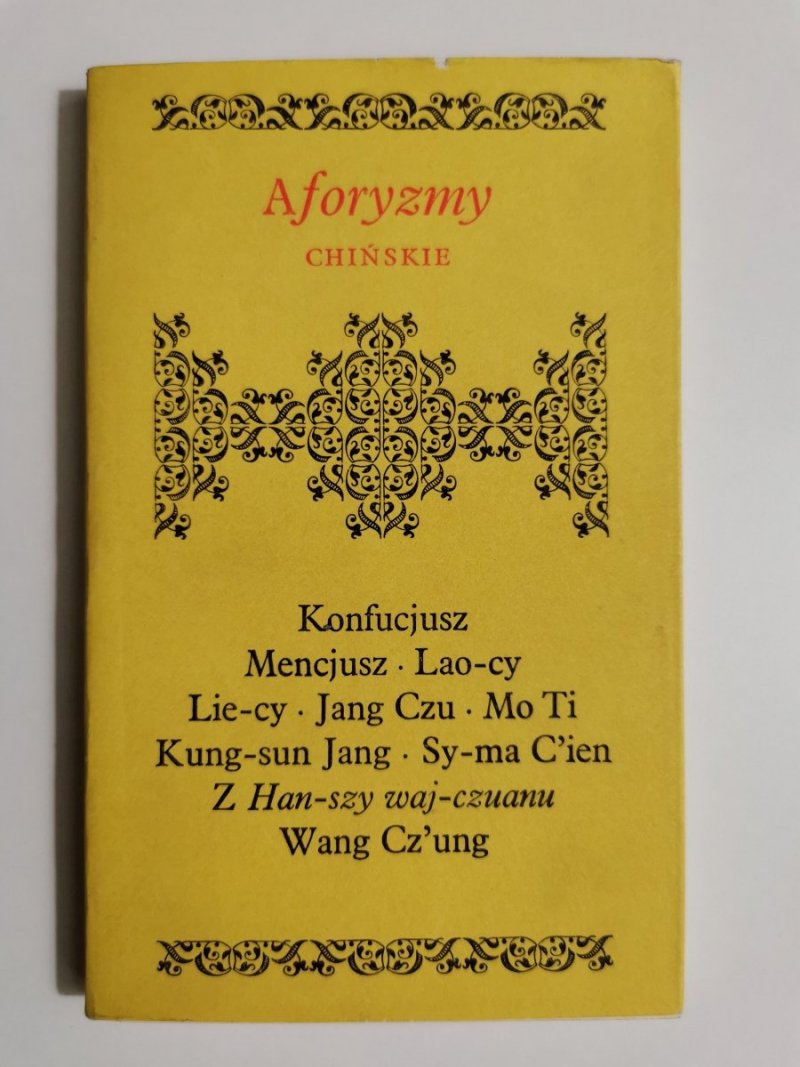 Aforyzmy
CHIŃSKIE
Konfucjusz
Mencjusz · Lao-cy
Lie-cy · Jang Czu · Mo Ti
Kung-sun Jang · Sy-ma C'ien
Z Han-szy waj-czuanu
Wang Cz'ung